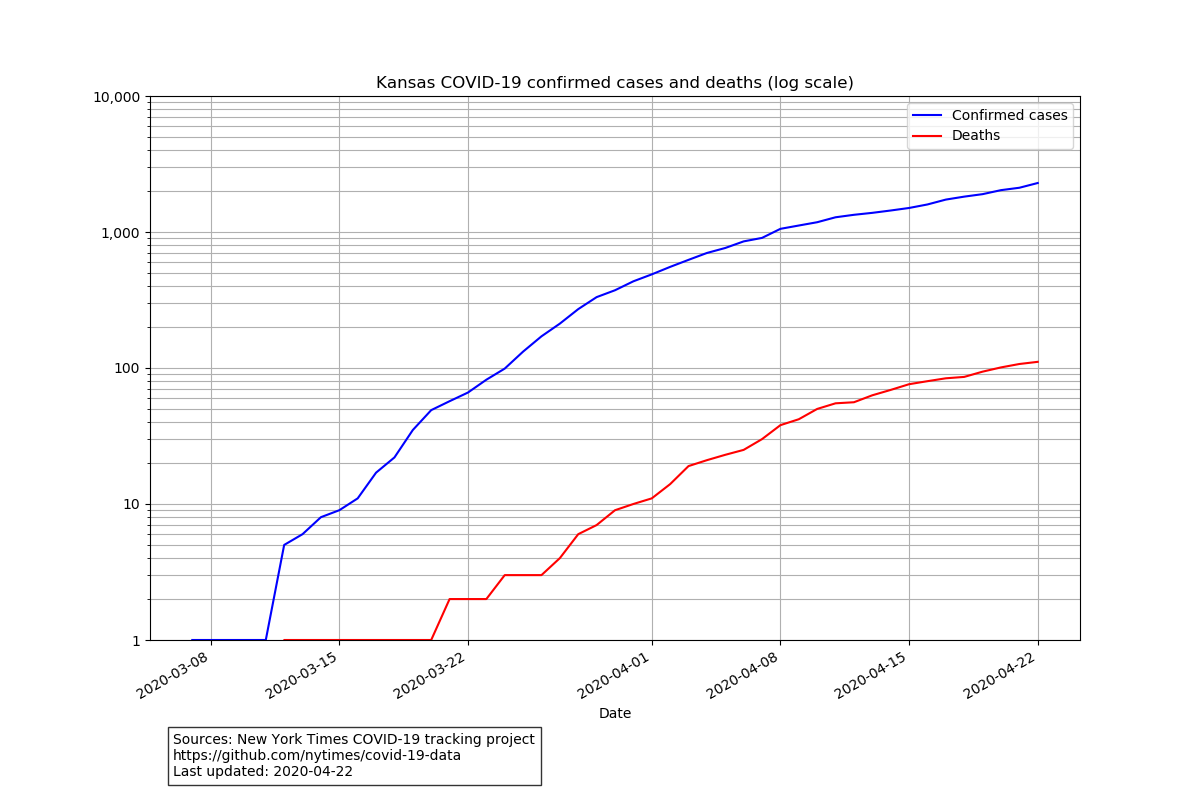 Kansas COVID-19 confirmed cases and deaths (log scale)
10,000
1,000
100
10
1
Confirmed cases
Deaths
2020-03-08
2020-03-15
2020-03-22
2020-04-01
2020-04-08
2020-04-15
2020-04-22
Date
Sources: New York Times COVID-19 tracking project
https://github.com/nytimes/covid-19-data
Last updated: 2020-04-22